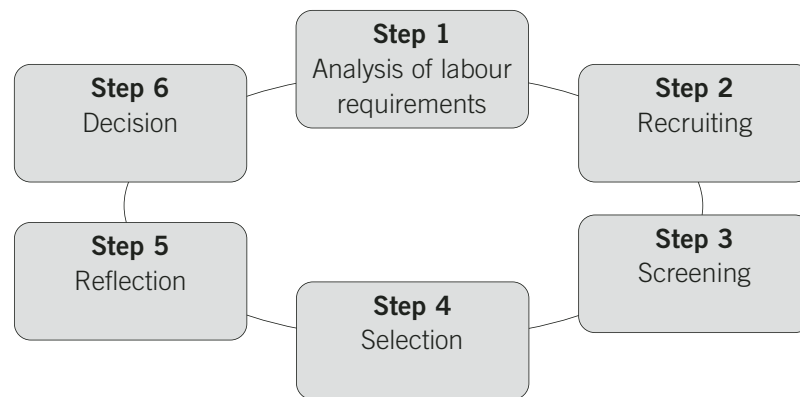 Step 1
Analysis of labour
requirements
Step 2
Recruiting
Step 3
Screening
Step 4
Selection
Step 5
Reflection
Step 6
Decision